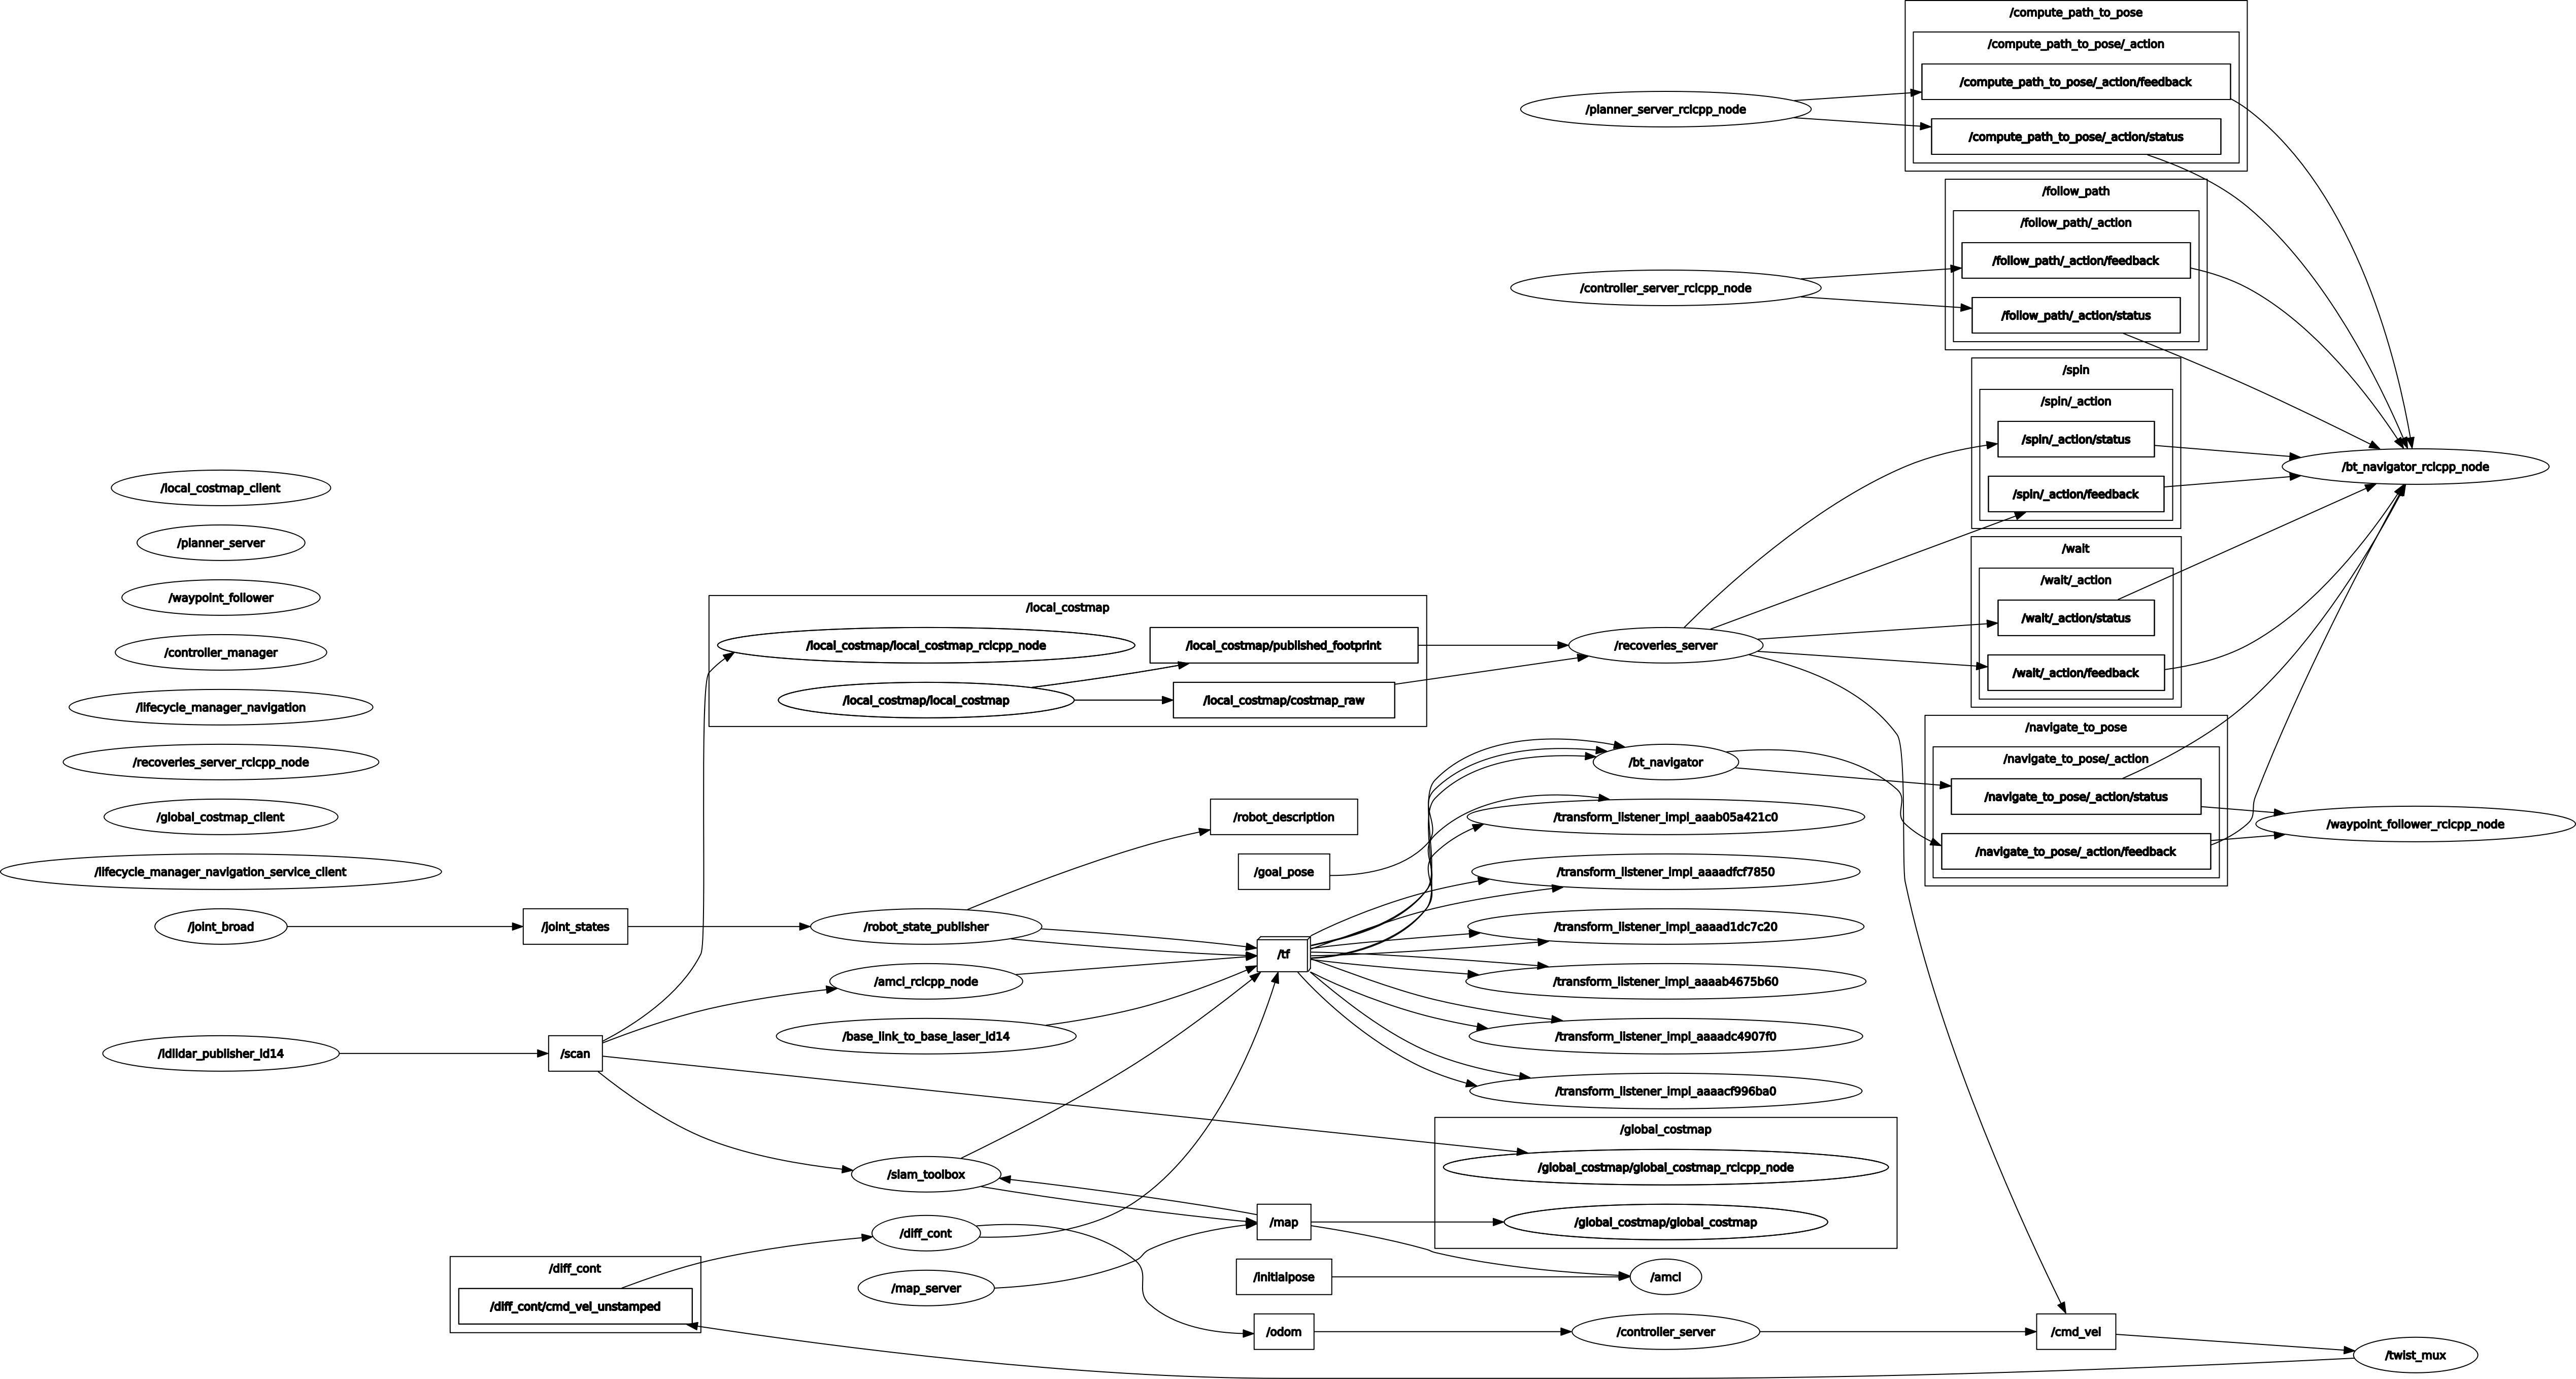 /compute_path_to_pose
/compute_path_to_pose/_action
/compute_path_to_pose/_action/feedback
/planner_server_rclcpp_node
/compute_path_to_pose/_action/status
/follow_path
/follow_path/_action
/follow_path/_action/feedback
/controller_server_rclcpp_node
/follow_path/_action/status
/spin
/spin/_action
/spin/_action/status
/bt_navigator_rclcpp_node
/local_costmap_client
/spin/_action/feedback
/planner_server
/wait
/wait/_action
/waypoint_follower
/local_costmap
/wait/_action/status
/controller_manager
/local_costmap/local_costmap_rclcpp_node
/local_costmap/published_footprint
/recoveries_server
/wait/_action/feedback
/lifecycle_manager_navigation
/local_costmap/local_costmap
/local_costmap/costmap_raw
/navigate_to_pose
/recoveries_server_rclcpp_node
/bt_navigator
/navigate_to_pose/_action
/navigate_to_pose/_action/status
/global_costmap_client
/robot_description
/transform_listener_impl_aaab05a421c0
/waypoint_follower_rclcpp_node
/navigate_to_pose/_action/feedback
/lifecycle_manager_navigation_service_client
/goal_pose
/transform_listener_impl_aaaadfcf7850
/joint_broad
/joint_states
/robot_state_publisher
/transform_listener_impl_aaaad1dc7c20
/tf
/amcl_rclcpp_node
/transform_listener_impl_aaaab4675b60
/base_link_to_base_laser_ld14
/transform_listener_impl_aaaadc4907f0
/ldlidar_publisher_ld14
/scan
/transform_listener_impl_aaaacf996ba0
/global_costmap
/slam_toolbox
/global_costmap/global_costmap_rclcpp_node
/map
/global_costmap/global_costmap
/diff_cont
/diff_cont
/map_server
/initialpose
/amcl
/diff_cont/cmd_vel_unstamped
/odom
/controller_server
/cmd_vel
/twist_mux